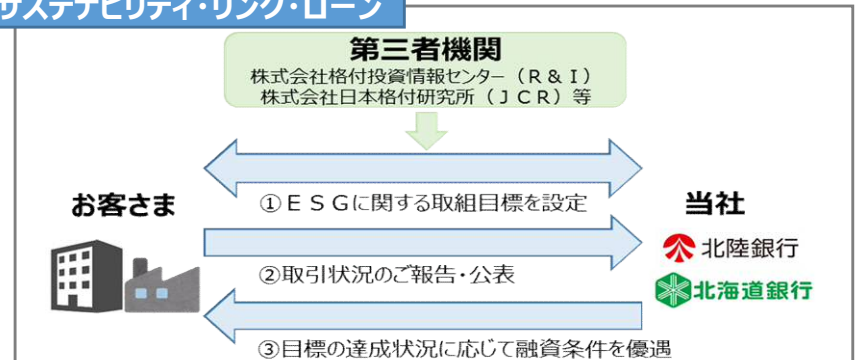 サステナビリティ・リンク・ローン
第三者機関
株式会社格付投資情報センター（Ｒ＆Ｉ）
株式会社日本格付研究所（ＪＣＲ）等
お客さま
当社
①ＥＳＧに関する取組目標を設定
北陸銀行
②取引状況のご報告・公表
北海道銀行
③目標の達成状況に応じて融資条件を優遇